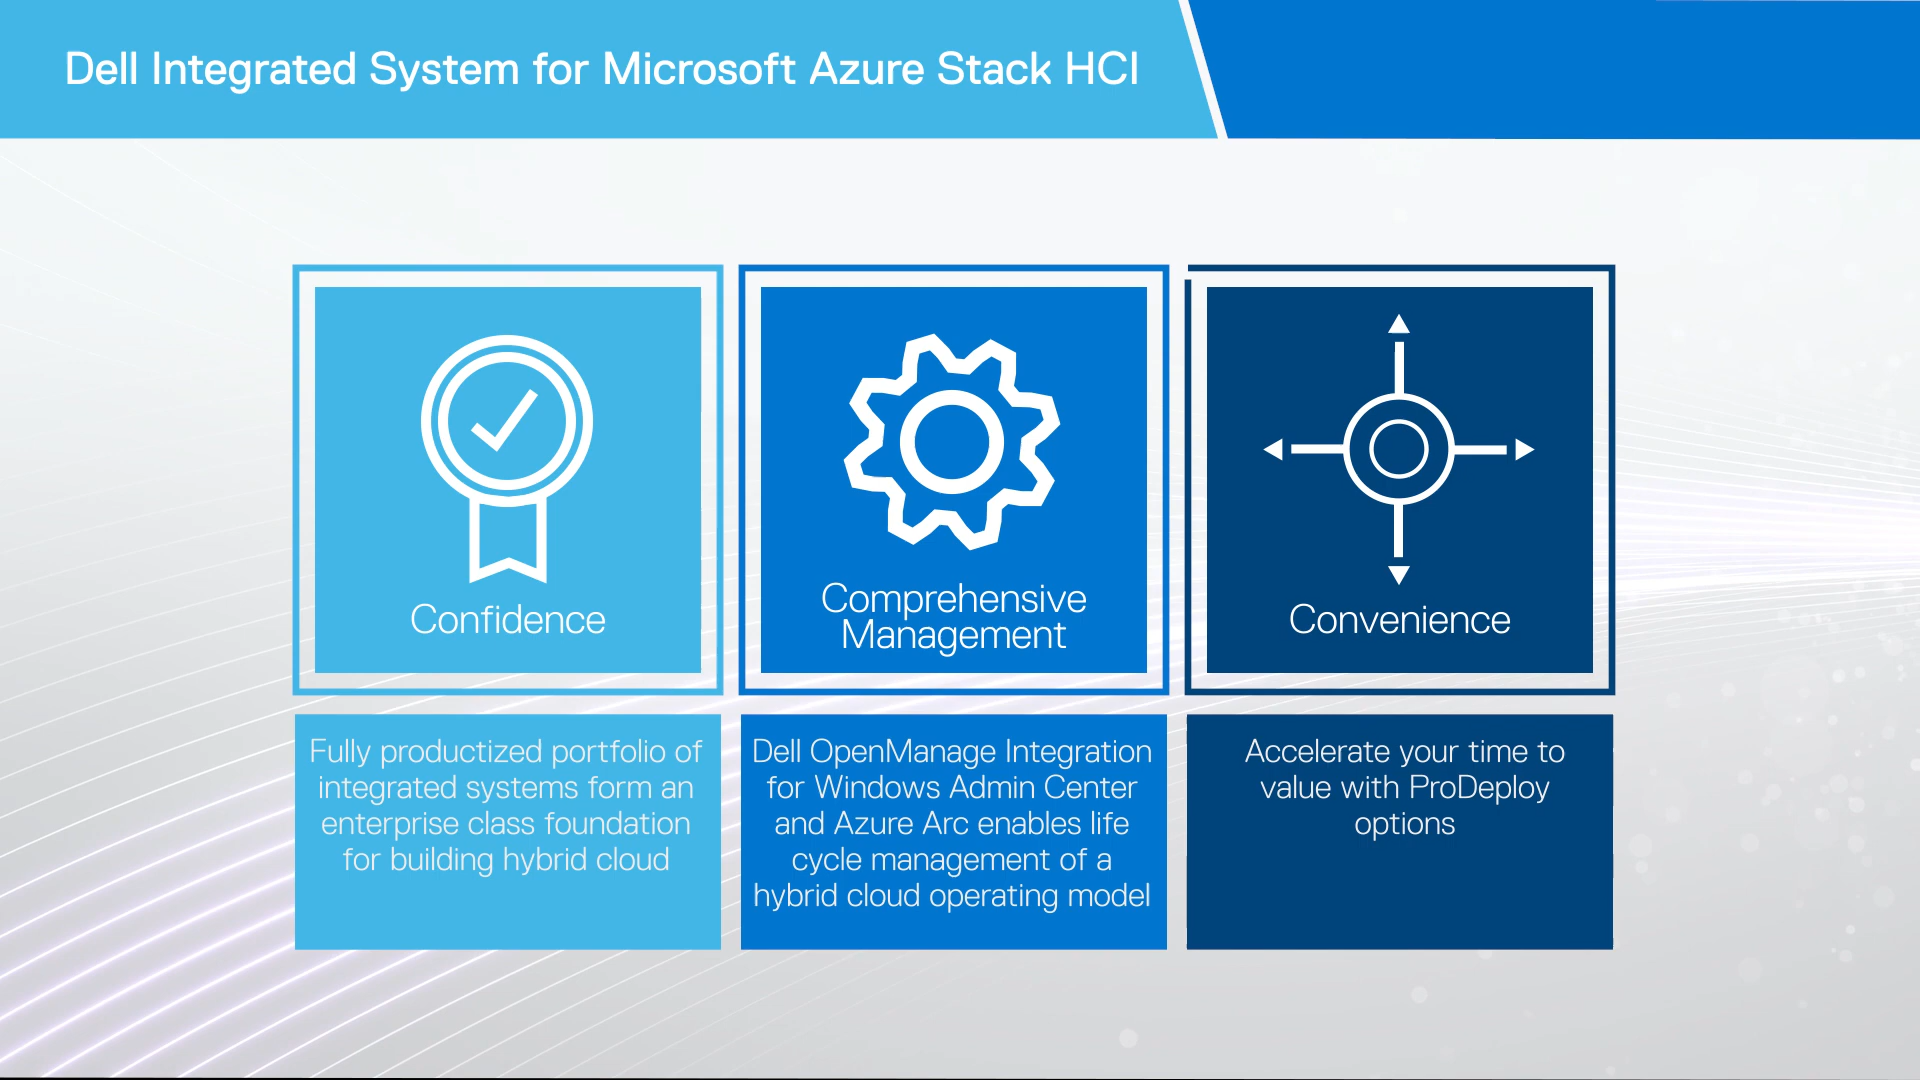 Dell Integrated System for Microsoft Azure Stack HCI
Confidence
Comprehensive
Management
Convenience
Fully productized portfolio of
integrated systems form an
enterprise class foundation
for building hybrid cloud
Dell OpenManage Integration
for Windows Admin Center
and Azure Arc enables life
cycle management of a
hybrid cloud operating model
Accelerate your time to
value with ProDeploy
options